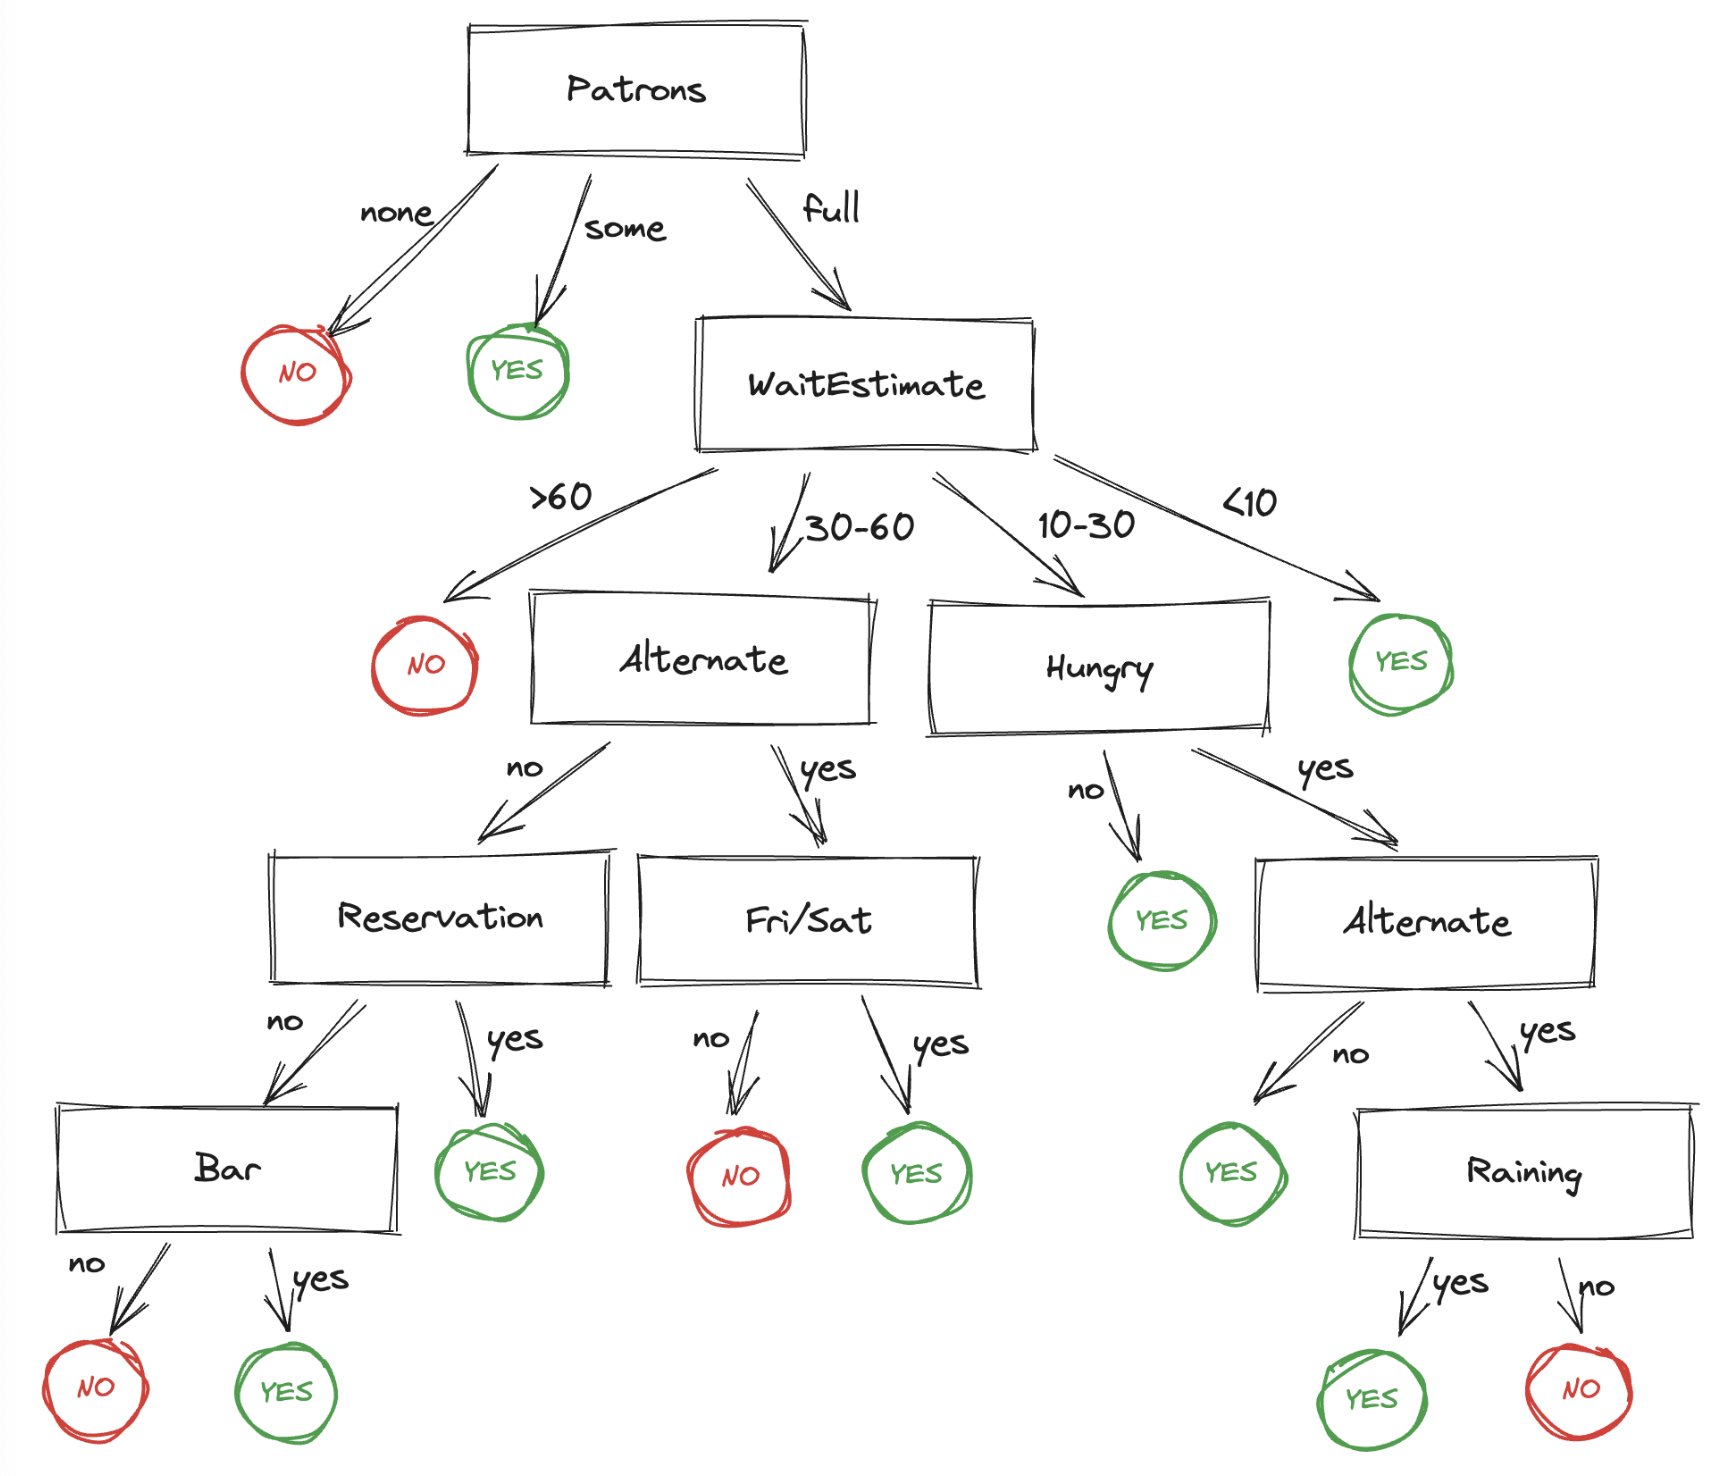 Patrons
none
some
full
NO
YES
WaitEstimate
>60
30-60
10-30
<10
NO
Alternate
Hungry
YES
no
yes
no
yes
Reservation
Fri/Sat
YES
Alternate
no
yes
no
yes
no
yes
Bar
YES
NO
YES
YES
Raining
no
yes
yes
no
NO
YES
YES
NO